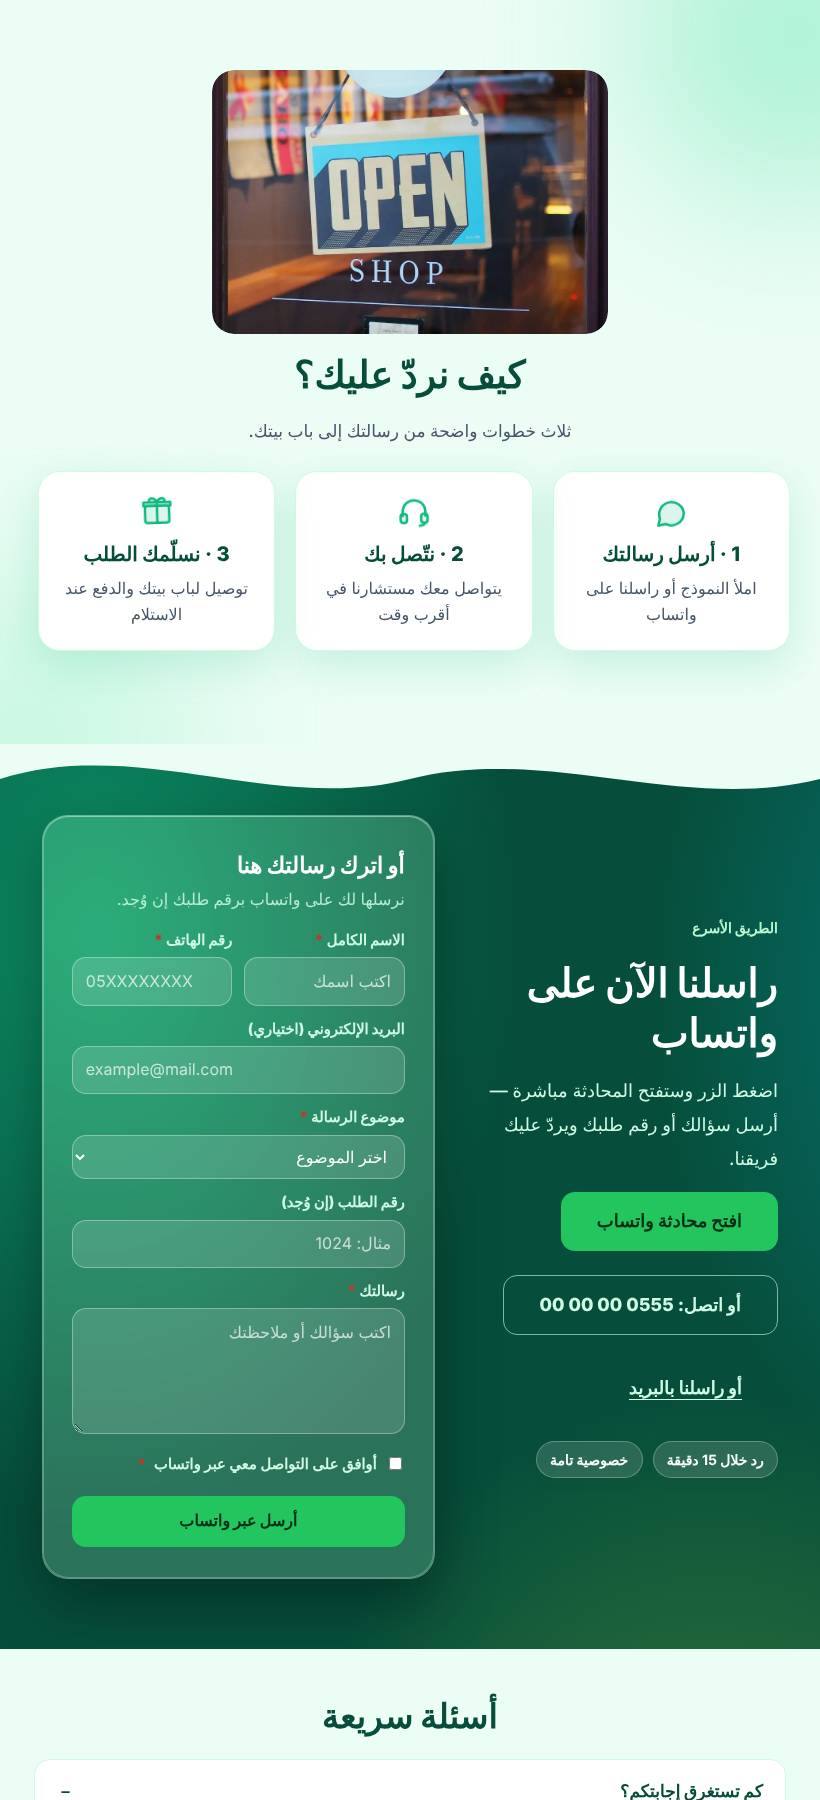 OPEN
SHOP
كيف نردّ عليك؟
ثلاث خطوات واضحة من رسالتك إلى باب بيتك.
1 · أرسل رسالتك
املأ النموذج أو راسلنا على
واتساب
2 · نتّصل بك
يتواصل معك مستشارنا في
أقرب وقت
3 · نسلّمك الطلب
توصيل لباب بيتك والدفع عند
الاستلام
الطريق الأسرع
راسلنا الآن على
واتساب
اضغط الزر وستفتح المحادثة مباشرة —
أرسل سؤالك أو رقم طلبك ويردّ عليك
فريقنا.
افتح محادثة واتساب
أو اتصل: 0555 00 00 00
أو راسلنا بالبريد
رد خلال 15 دقيقة
خصوصية تامة
أو اترك رسالتك هنا
نرسلها لك على واتساب برقم طلبك إن وُجد.
الاسم الكامل *
اكتب اسمك
رقم الهاتف *
05XXXXXXXX
البريد الإلكتروني (اختياري)
example@mail.com
موضوع الرسالة *
اختر الموضوع
رقم الطلب (إن وُجد)
مثال: 1024
رسالتك *
اكتب سؤالك أو ملاحظتك
أوافق على التواصل معي عبر واتساب *
أرسل عبر واتساب
أسئلة سريعة
كم تستغرق إجابتكم؟
–